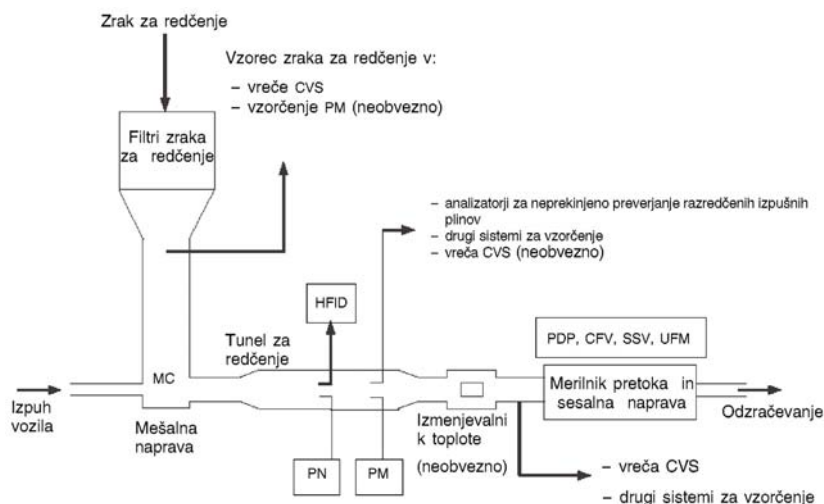 Zrak za redčenje
Vzorec zraka za redčenje v:
– vreče CVS
– vzorčenje PM (neobvezno)
Filtri zraka
za redčenje
– analizatorji za neprekinjeno preverjanje razredčenih izpušnih
plinov
– drugi sistemi za vzorčenje
– vreča CVS (neobvezno)
HFID
Tunel za
redčenje
PDP, CFV, SSV, UFM
MC
Merilnik pretoka in
sesalna naprava
Izpuh
vozila
Mešalna
naprava
Izmenjevalni
k toplote
(neobvezno)
Odzračevanje
PN
PM
– vreča CVS
– drugi sistemi za vzorčenje